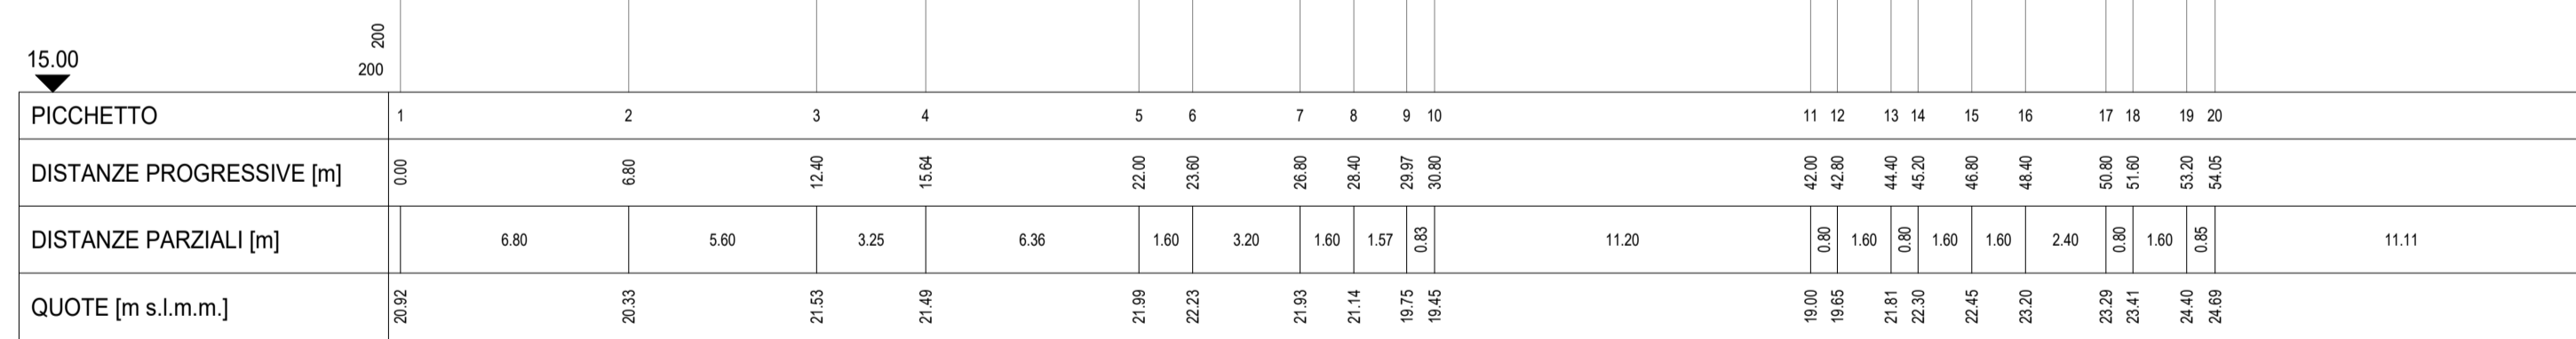 200
15.00
200
PICCHETTO 1 2 3 4 5 6 7 8 9 10 11 12 13 14 15 16 17 18 19 20
DISTANZE PROGRESSIVE [m] 0.00 6.80 12.40 15.64 22.00 23.60 26.80 28.40 29.97 30.80 42.00 42.80 44.40 45.20 46.80 48.40 50.80 51.60 53.20 54.05
DISTANZE PARZIALI [m] 6.80 5.60 3.25 6.36 1.60 3.20 1.60 1.57 0.83 11.20 0.80 1.60 0.80 1.60 1.60 2.40 0.80 1.60 0.85 11.11
QUOTE [m s.l.m.m.] 20.92 20.33 21.53 21.49 21.99 22.23 21.93 21.14 19.75 19.45 19.00 19.65 21.81 22.30 22.45 23.20 23.29 23.41 24.40 24.69